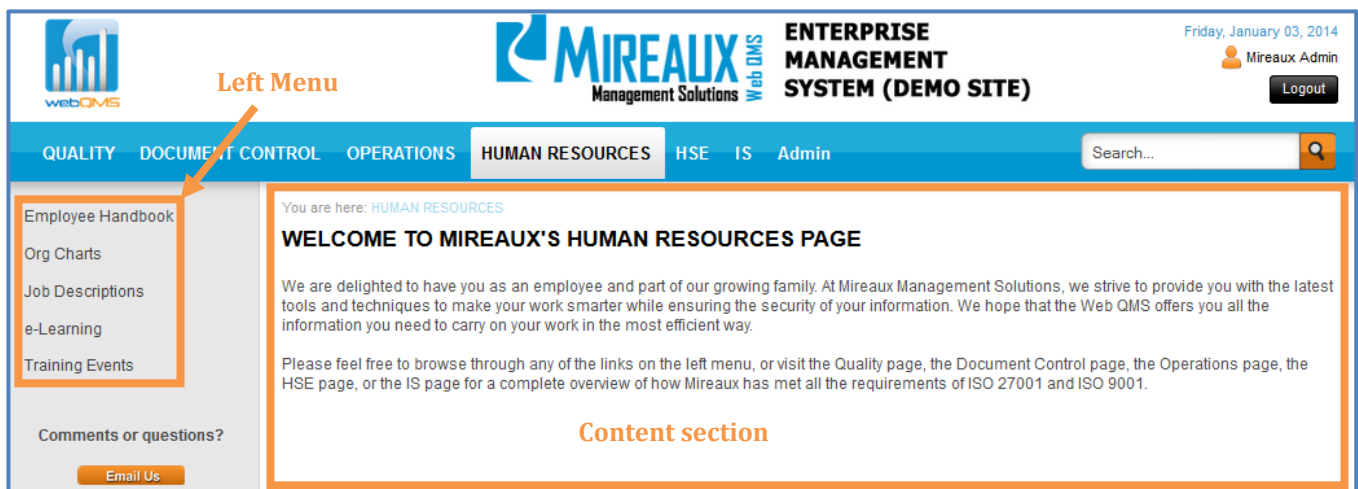 webQMS
Left Menu
MIREAUX
Management Solutions
Web QMS
ENTERPRISE
MANAGEMENT
SYSTEM (DEMO SITE)
Friday, January 03, 2014
Mireaux Admin
Logout
QUALITY DOCUMENT CONTROL OPERATIONS HUMAN RESOURCES HSE IS Admin Search...
Employee Handbook
Org Charts
Job Descriptions
e-Learning
Training Events
Comments or questions?
Email Us
You are here: HUMAN RESOURCES
WELCOME TO MIREAUX'S HUMAN RESOURCES PAGE
We are delighted to have you as an employee and part of our growing family. At Mireaux Management Solutions, we strive to provide you with the latest
tools and techniques to make your work smarter while ensuring the security of your information. We hope that the Web QMS offers you all the
information you need to carry on your work in the most efficient way.
Please feel free to browse through any of the links on the left menu, or visit the Quality page, the Document Control page, the Operations page, the
HSE page, or the IS page for a complete overview of how Mireaux has met all the requirements of ISO 27001 and ISO 9001.
Content section